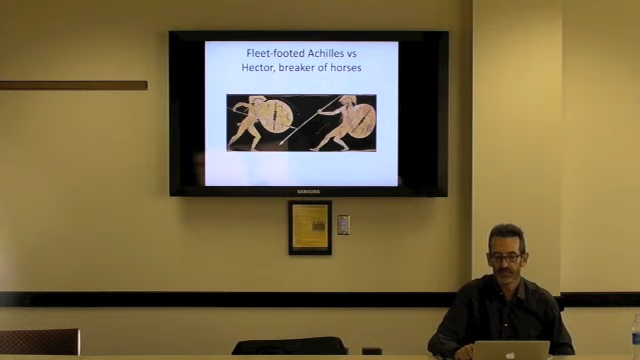 Fleet-footed Achilles vs
Hector, breaker of horses
SAMSUNG